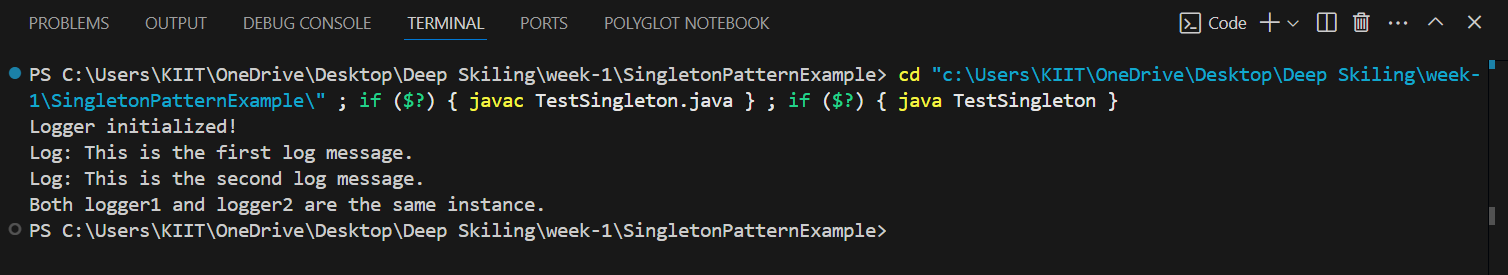 PROBLEMS OUTPUT DEBUG CONSOLE TERMINAL PORTS POLYGLOT NOTEBOOK Code
PS C:\Users\KIIT\OneDrive\Desktop\Deep Skiling\week-1\SingletonPatternExample> cd "c:\Users\KIIT\OneDrive\Desktop\Deep Skiling\week-
1\SingletonPatternExample\" ; if ($?) { javac TestSingleton.java } ; if ($?) { java TestSingleton }
Logger initialized!
Log: This is the first log message.
Log: This is the second log message.
Both logger1 and logger2 are the same instance.
PS C:\Users\KIIT\OneDrive\Desktop\Deep Skiling\week-1\SingletonPatternExample>